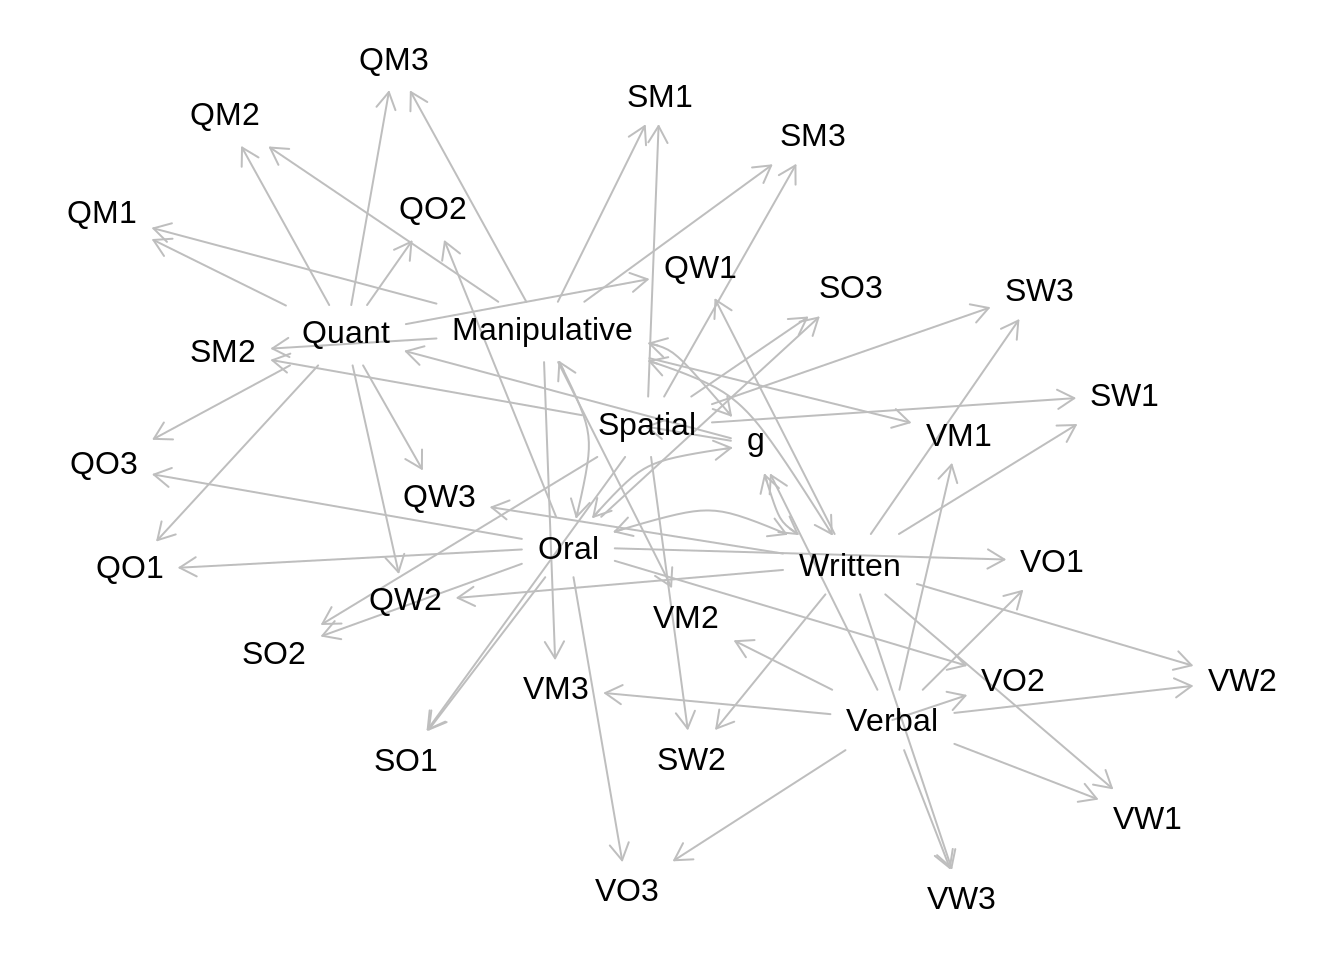 QM3
SM1
QM2
SM3
QO2
QM1
QW1
SO3
SW3
Manipulative
Quant
SM2
SW1
Spatial
VM1
g
QO3
QW3
Oral
VO1
Written
QO1
QW2
VM2
SO2
VO2
VW2
VM3
Verbal
SW2
SO1
VW1
VO3
VW3